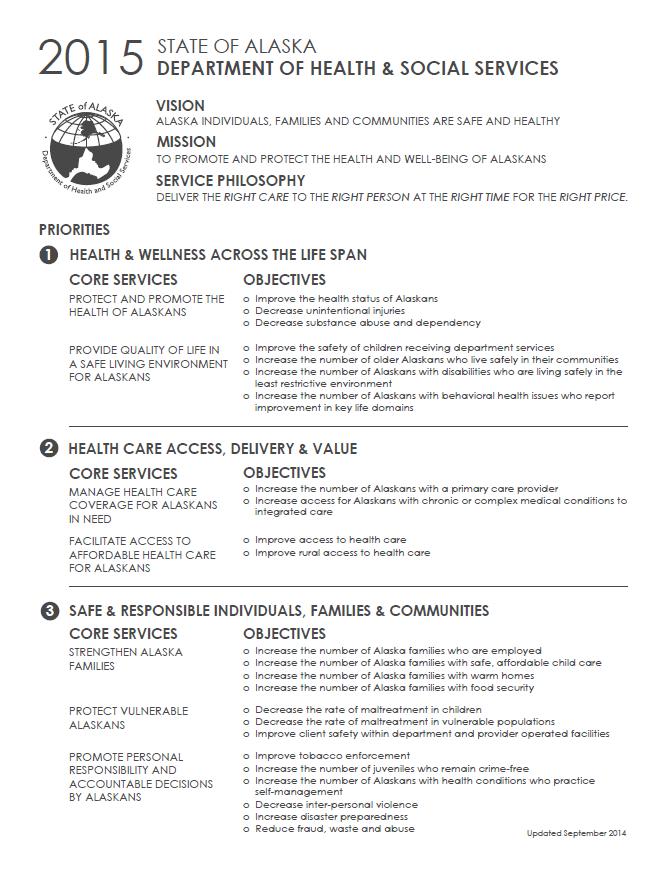 2015 STATE OF ALASKA
DEPARTMENT OF HEALTH & SOCIAL SERVICES
STATE of ALASKA
Department of Health and Social Services
VISION
ALASKA INDIVIDUALS, FAMILIES AND COMMUNITIES ARE SAFE AND HEALTHY
MISSION
TO PROMOTE AND PROTECT THE HEALTH AND WELL-BEING OF ALASKANS
SERVICE PHILOSOPHY
DELIVER THE RIGHT CARE TO THE RIGHT PERSON AT THE RIGHT TIME FOR THE RIGHT PRICE.
PRIORITIES
1 HEALTH & WELLNESS ACROSS THE LIFE SPAN
CORE SERVICES
OBJECTIVES
PROTECT AND PROMOTE THE
HEALTH OF ALASKANS
o Improve the health status of Alaskans
o Decrease unintentional injuries
o Decrease substance abuse and dependency
PROVIDE QUALITY OF LIFE IN
A SAFE LIVING ENVIRONMENT
FOR ALASKANS
o Improve the safety of children receiving department services
o Increase the number of older Alaskans who live safely in their communities
o Increase the number of Alaskans with disabilities who are living safely in the
least restrictive environment
o Increase the number of Alaskans with behavioral health issues who report
improvement in key life domains
2 HEALTH CARE ACCESS, DELIVERY & VALUE
CORE SERVICES
OBJECTIVES
MANAGE HEALTH CARE
COVERAGE FOR ALASKANS
IN NEED
o Increase the number of Alaskans with a primary care provider
o Increase access for Alaskans with chronic or complex medical conditions to
integrated care
FACILITATE ACCESS TO
AFFORDABLE HEALTH CARE
FOR ALASKANS
o Improve access to health care
o Improve rural access to health care
3 SAFE & RESPONSIBLE INDIVIDUALS, FAMILIES & COMMUNITIES
CORE SERVICES
OBJECTIVES
STRENGTHEN ALASKA
FAMILIES
o Increase the number of Alaska families who are employed
o Increase the number of Alaska families with safe, affordable child care
o Increase the number of Alaska families with warm homes
o Increase the number of Alaska families with food security
PROTECT VULNERABLE
ALASKANS
o Decrease the rate of maltreatment in children
o Decrease the rate of maltreatment in vulnerable populations
o Improve client safety within department and provider operated facilities
PROMOTE PERSONAL
RESPONSIBILITY AND
ACCOUNTABLE DECISIONS
BY ALASKANS
o Improve tobacco enforcement
o Increase the number of juveniles who remain crime-free
o Increase the number of Alaskans with health conditions who practice
self-management
o Decrease inter-personal violence
o Increase disaster preparedness
o Reduce fraud, waste and abuse
Updated September 2014